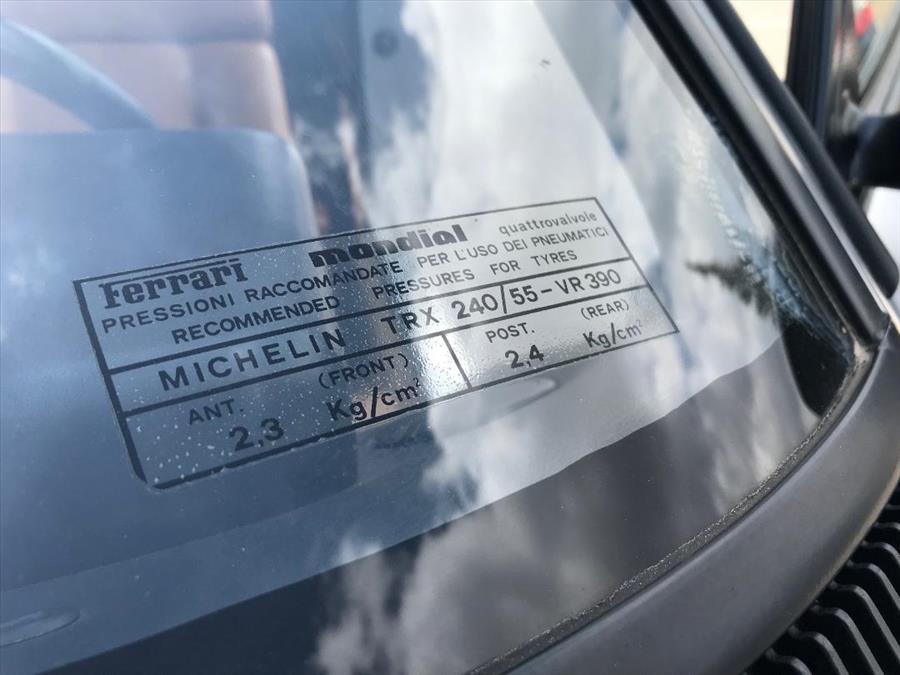 Ferrari mondial quattrovalvole
PRESSIONI RACCOMANDATE PER L'USO DEI PNEUMATICI
RECOMMENDED PRESSURES FOR TYRES
MICHELIN TRX 240/55-VR 390
ANT. (FRONT)
2,3 Kg/cm²
POST. (REAR)
2,4 Kg/cm²